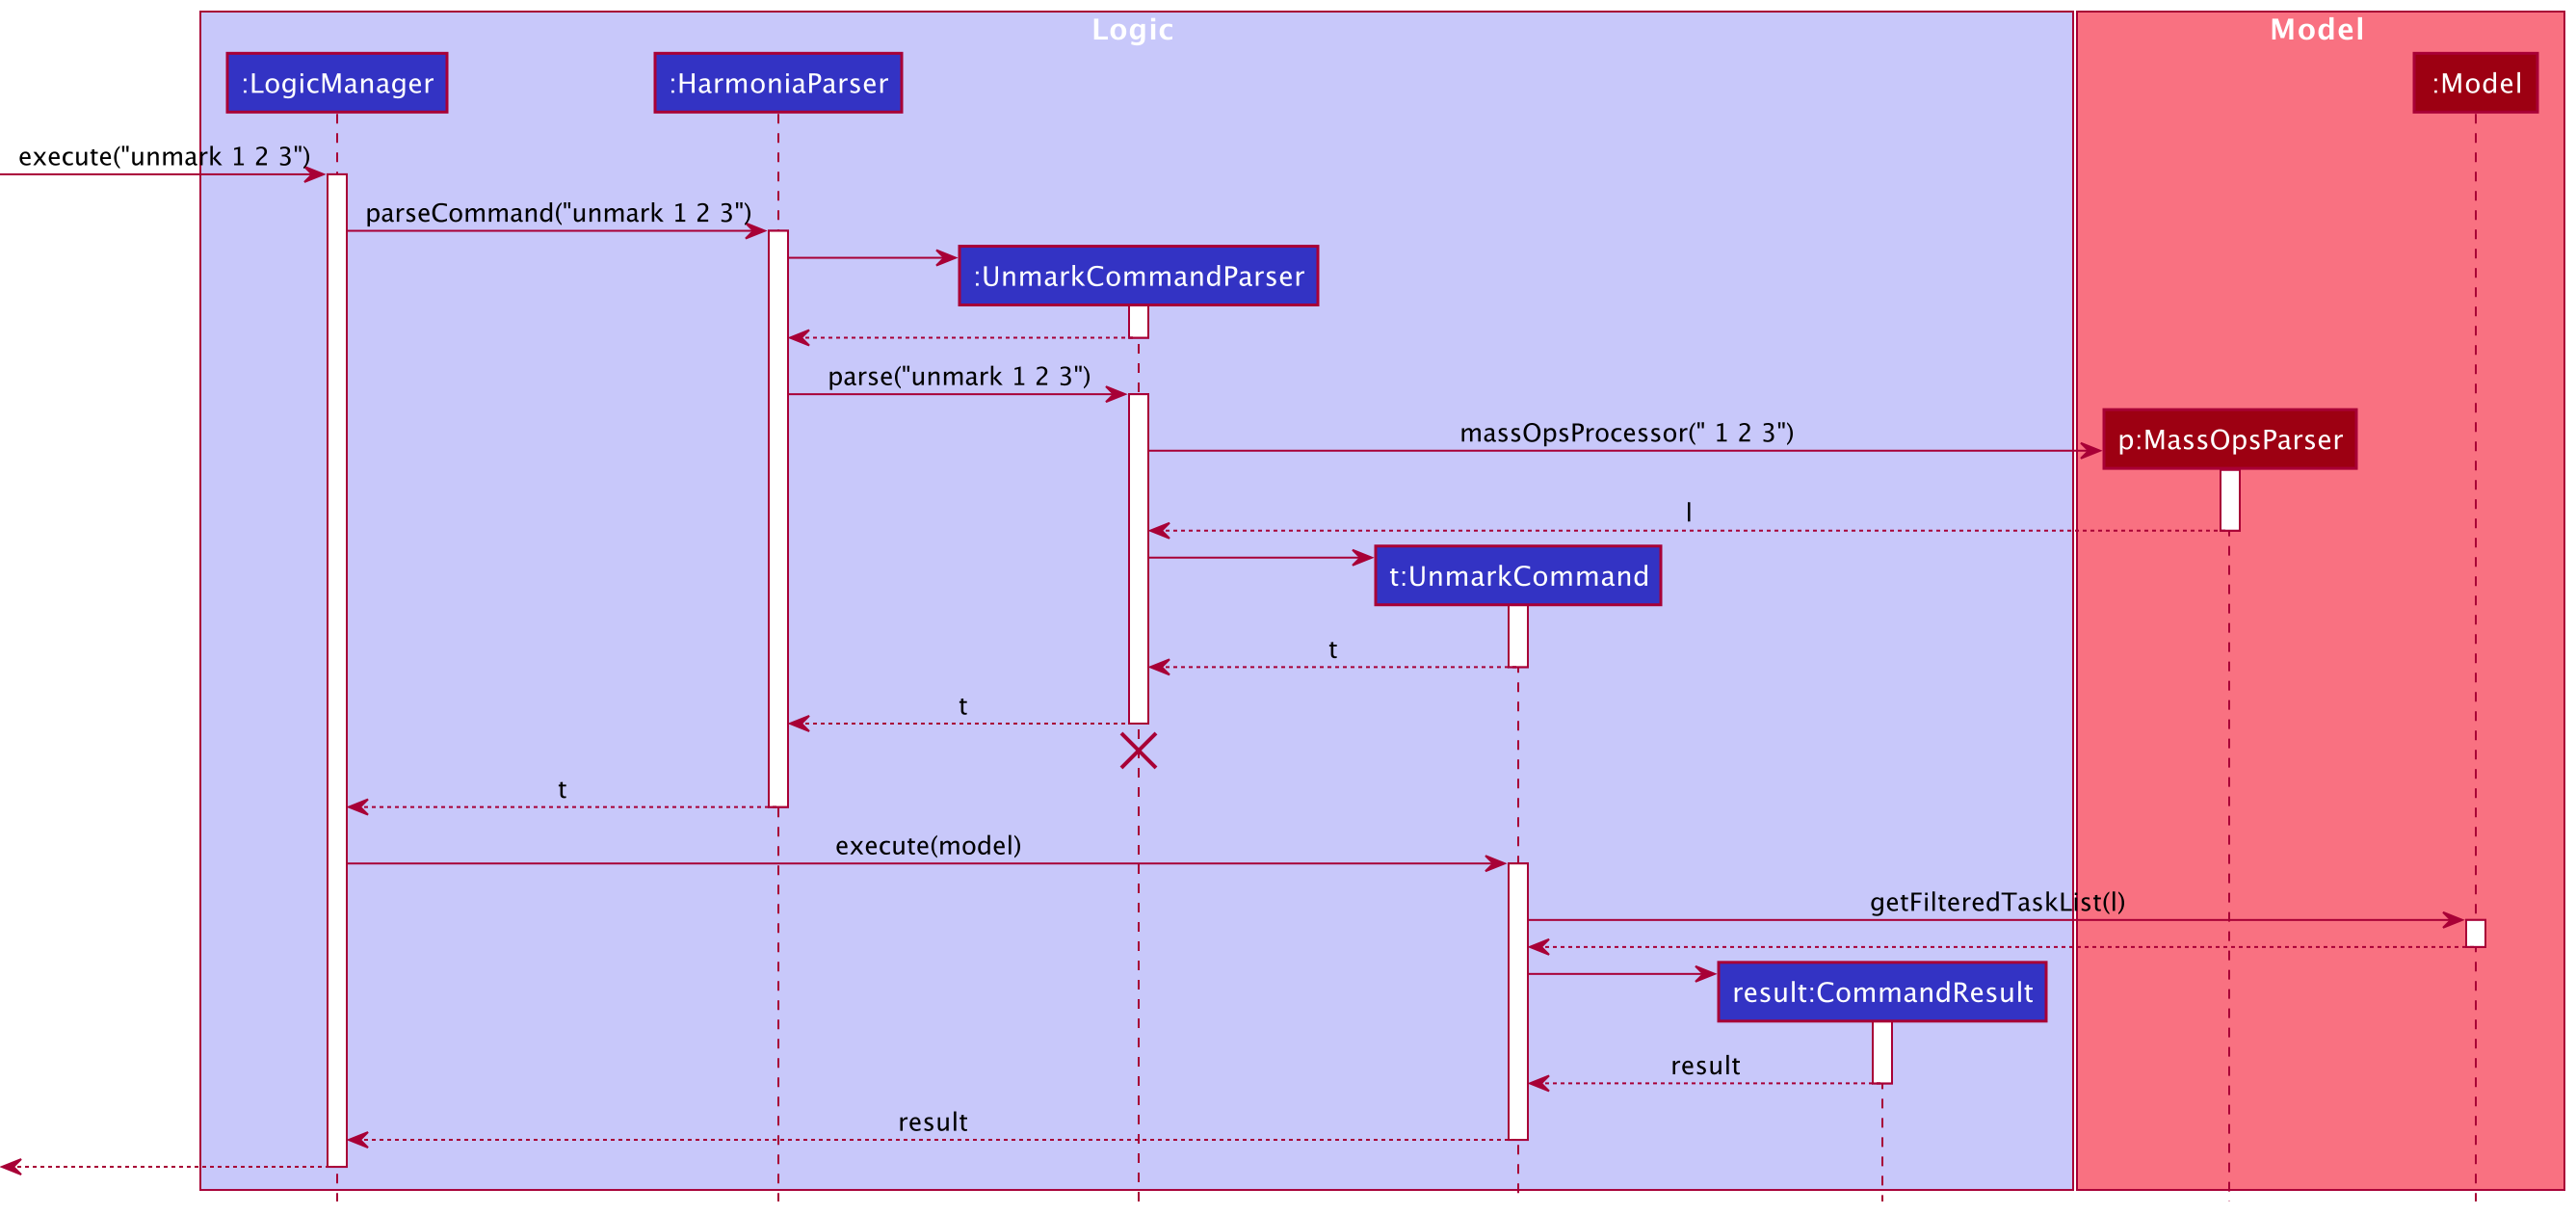 Logic
Model
:LogicManager
:HarmoniaParser
:Model
execute("unmark 1 2 3")
parseCommand("unmark 1 2 3")
:UnmarkCommandParser
parse("unmark 1 2 3")
massOpsProcessor(" 1 2 3")
p:MassOpsParser
l
t:UnmarkCommand
t
t
t
execute(model)
getFilteredTaskList(l)
result:CommandResult
result
result